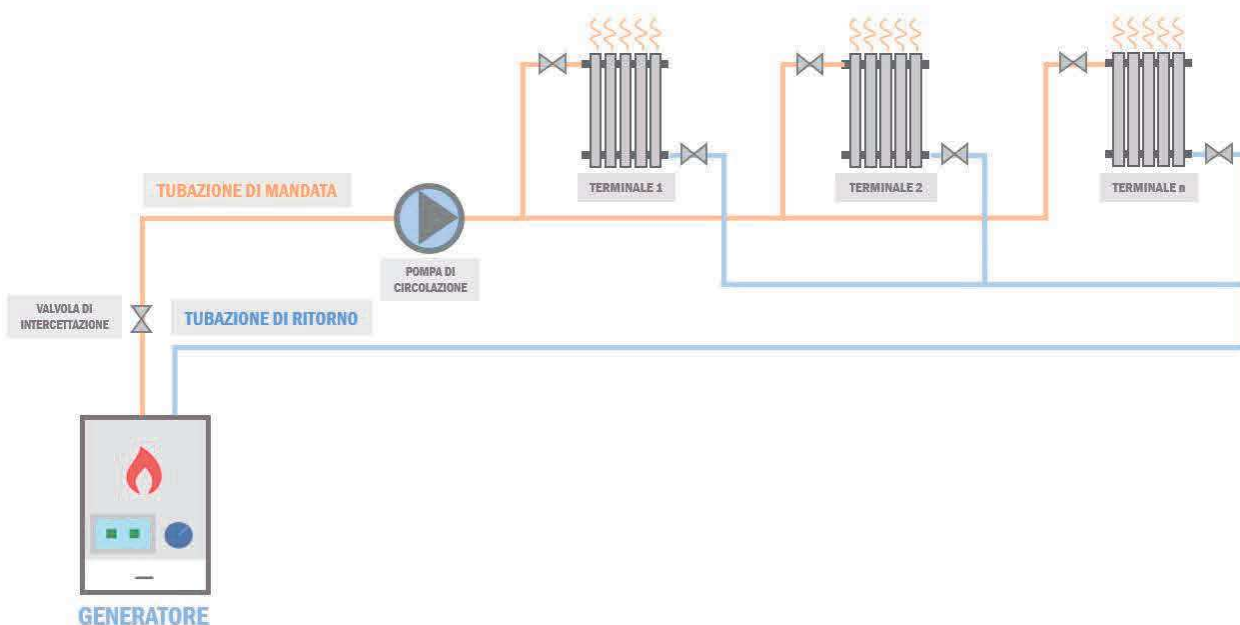 TERMINALE 1
TERMINALE 2
TERMINALE n
TUBAZIONE DI MANDATA
POMPA DI
CIRCOLAZIONE
VALVOLA DI
INTERCETTAZIONE
TUBAZIONE DI RITORNO
GENERATORE